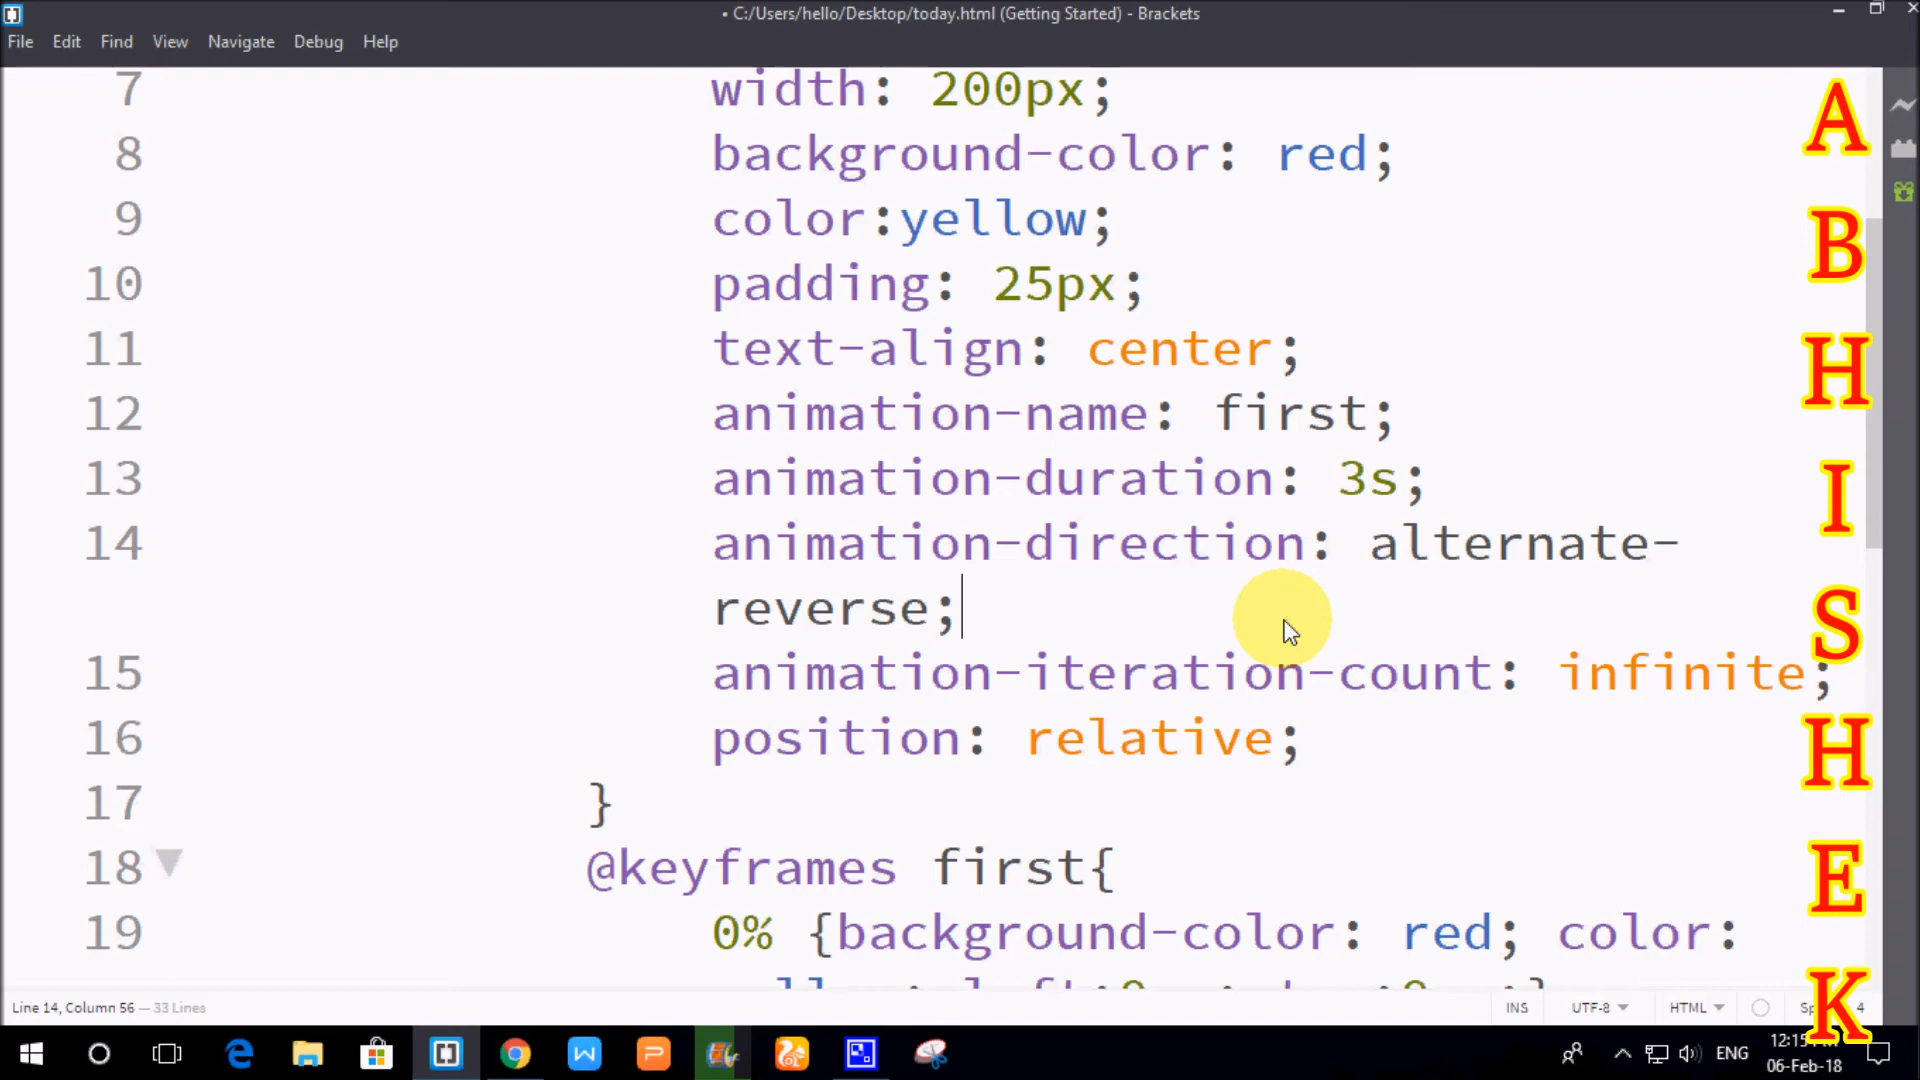 • C:/Users/hello/Desktop/today.html (Getting Started) - Brackets
File Edit Find View Navigate Debug Help
7 width: 200px;
8 background-color: red;
9 color:yellow;
10 padding: 25px;
11 text-align: center;
12 animation-name: first;
13 animation-duration: 3s;
14 animation-direction: alternate-
reverse;
15 animation-iteration-count: infinite;
16 position: relative;
17 }
18 @keyframes first{
19 0% {background-color: red; color:
A
B
H
I
S
H
E
K
Line 14, Column 56 — 33 Lines
INS UTF-8 HTML 4
ENG
06-Feb-18